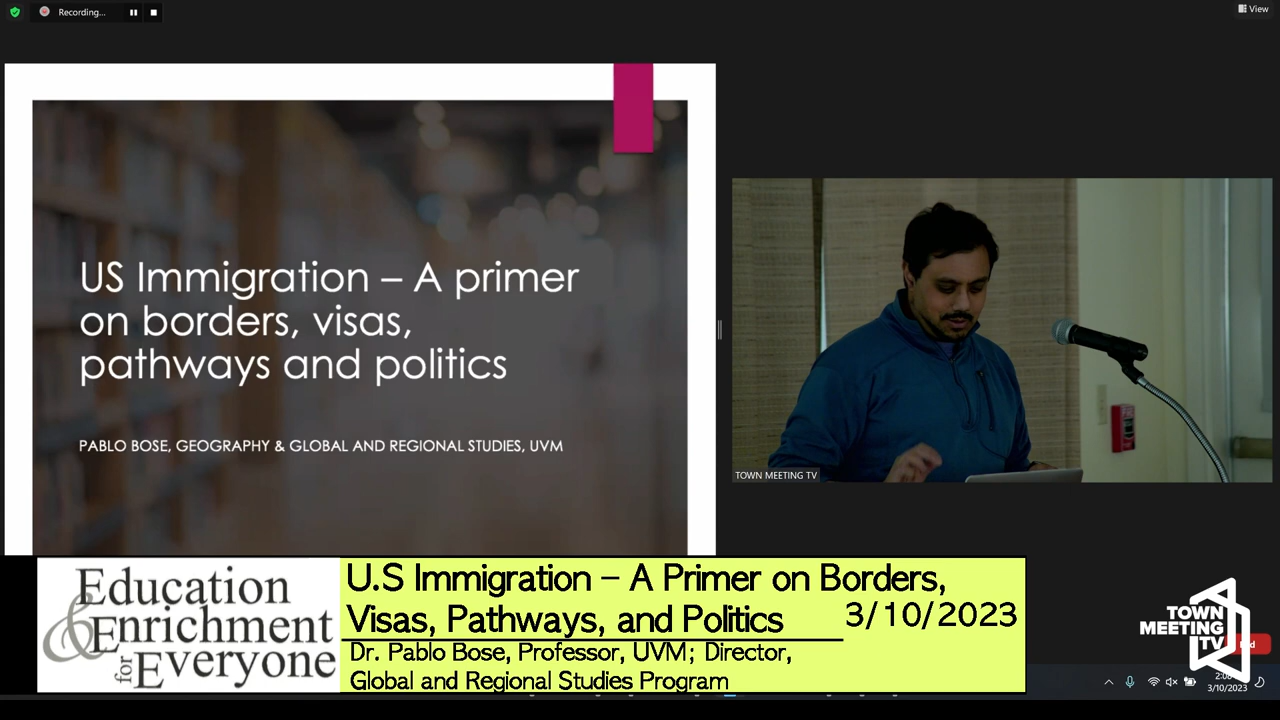 Recording...
View
US Immigration – A primer
on borders, visas,
pathways and politics
PABLO BOSE, GEOGRAPHY & GLOBAL AND REGIONAL STUDIES, UVM
TOWN MEETING TV
Education
& Enrichment
for Everyone
U.S Immigration – A Primer on Borders,
Visas, Pathways, and Politics
3/10/2023
Dr. Pablo Bose, Professor, UVM; Director,
Global and Regional Studies Program
TOWN
MEETING
TV
3/10/2023